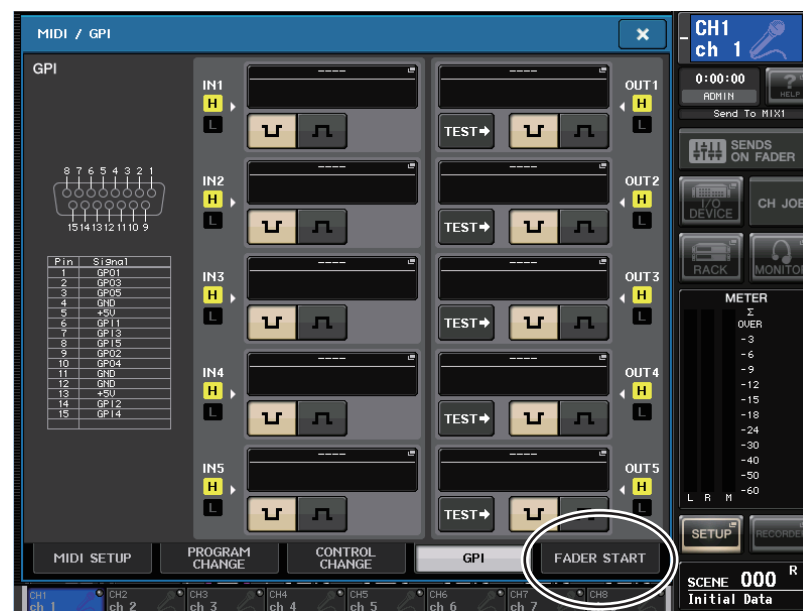 MIDI / GPI
×
GPI
8 7 6 5 4 3 2 1
15 14 13 12 11 10 9
Pin Signal
1 GPO1
2 GPO3
3 GPO5
4 GND
5 +5V
6 GPI1
7 GPI3
8 GPI5
9 GPO2
10 GPO4
11 GND
12 GND
13 +5V
14 GPI2
15 GPI4
IN1
H
L
----
IN2
H
L
----
IN3
H
L
----
IN4
H
L
----
IN5
H
L
----
----
TEST→
OUT1
H
L
----
TEST→
OUT2
H
L
----
TEST→
OUT3
H
L
----
TEST→
OUT4
H
L
----
TEST→
OUT5
H
L
MIDI SETUP
PROGRAM
CHANGE
CONTROL
CHANGE
GPI
FADER START
CH1
ch 1
CH2
ch 2
CH3
ch 3
CH4
ch 4
CH5
ch 5
CH6
ch 6
CH7
ch 7
CH8
CH1
ch 1
0:00:00
ADMIN
?
HELP
Send To MIX1
SENDS
ON FADER
I/O
DEVICE
CH JOB
RACK
MONITO
METER
Σ
OVER
-3
-6
-9
-12
-15
-18
-24
-30
-40
-50
-60
L R M
SETUP
RECORDE
SCENE 000 R
Initial Data